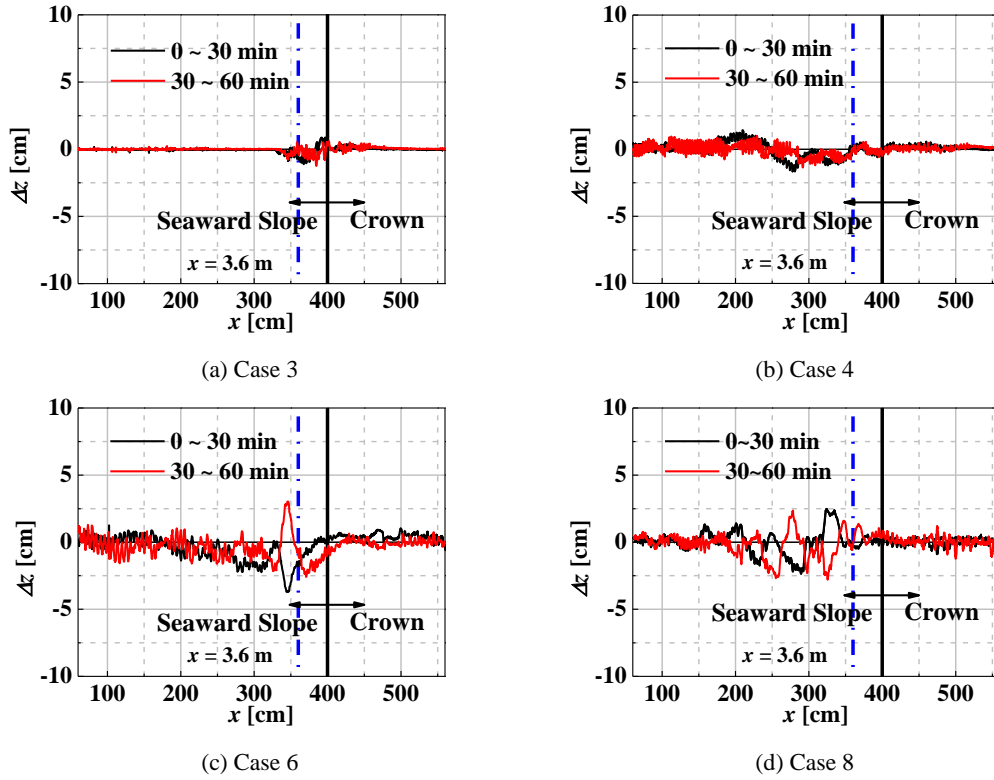 10
0 ~ 30 min
30 ~ 60 min
5
Δz [cm]
0
-5
Seaward Slope
Crown
x = 3.6 m
-10
100
200
300
400
500
x [cm]
(a) Case 3
10
0 ~ 30 min
30 ~ 60 min
5
Δz [cm]
0
-5
Seaward Slope
Crown
x = 3.6 m
-10
100
200
300
400
500
x [cm]
(b) Case 4
10
0 ~ 30 min
30 ~ 60 min
5
Δz [cm]
0
-5
Seaward Slope
Crown
x = 3.6 m
-10
100
200
300
400
500
x [cm]
(c) Case 6
10
0~30 min
30~60 min
5
Δz [cm]
0
-5
Seaward Slope
Crown
x = 3.6 m
-10
100
200
300
400
500
x [cm]
(d) Case 8